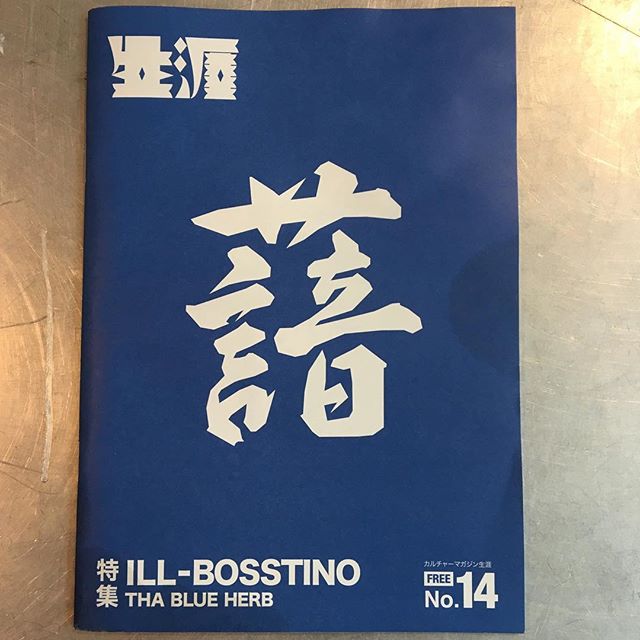 生涯
特集 ILL-BOSSTINO
THA BLUE HERB
カルチャーマガジン生涯
FREE
No.14